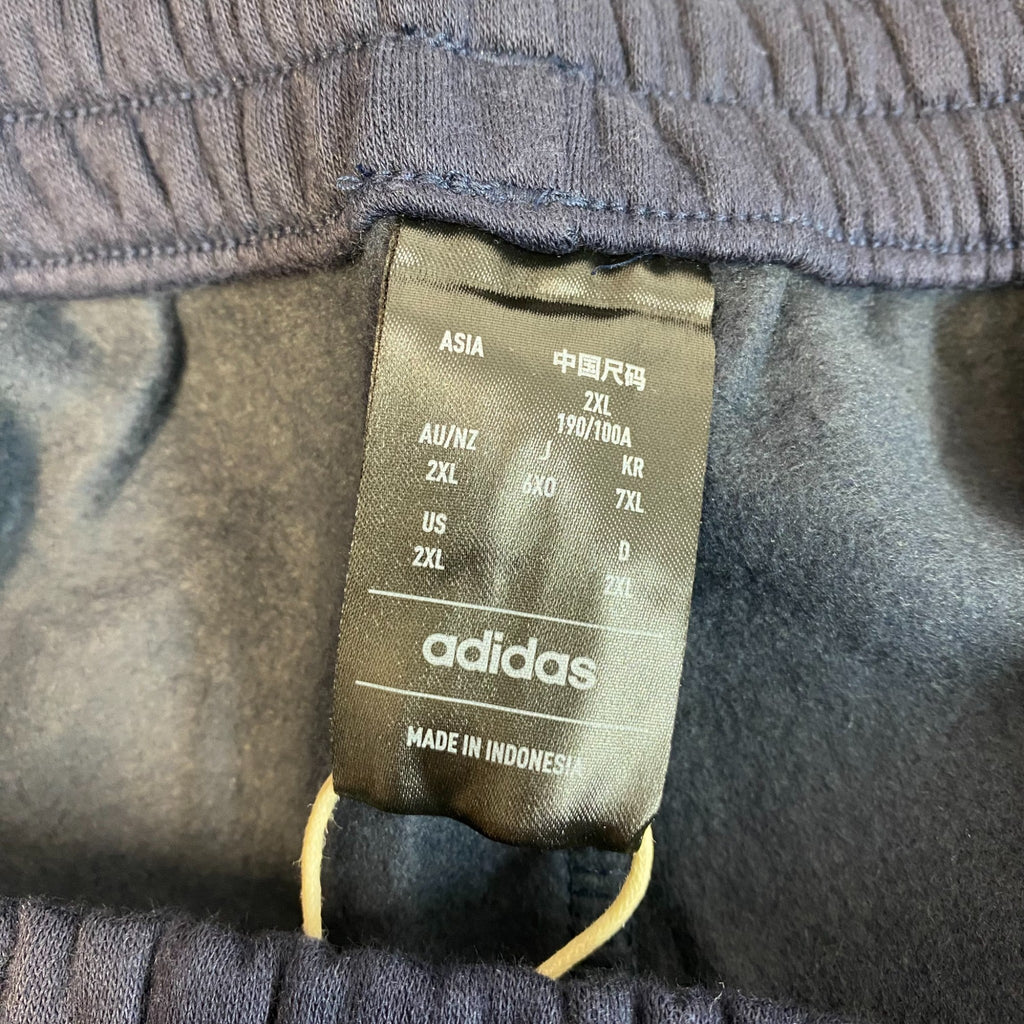 ASIA
中国尺码
2XL
190/100A
AU/NZ J KR
2XL 7XL
US D
2XL 2XL
adidas
MADE IN INDONESIA